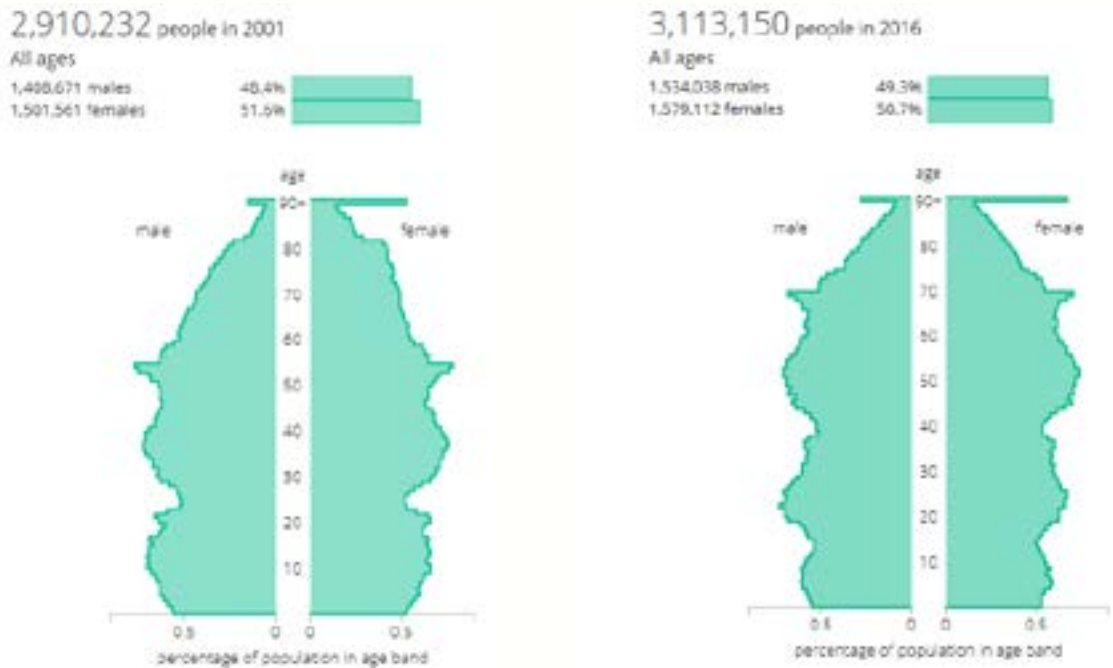 2,910,232 people in 2001
All ages
1,408,671 males 48.4%
1,501,561 females 51.6%
age
90+
male
female
80
70
60
50
40
30
20
10
0.5 0 0 0.5
percentage of population in age band
3,113,150 people in 2016
All ages
1,534,038 males 49.3%
1,579,112 females 50.7%
age
90+
male
female
80
70
60
50
40
30
20
10
0.5 0 0 0.5
percentage of population in age band